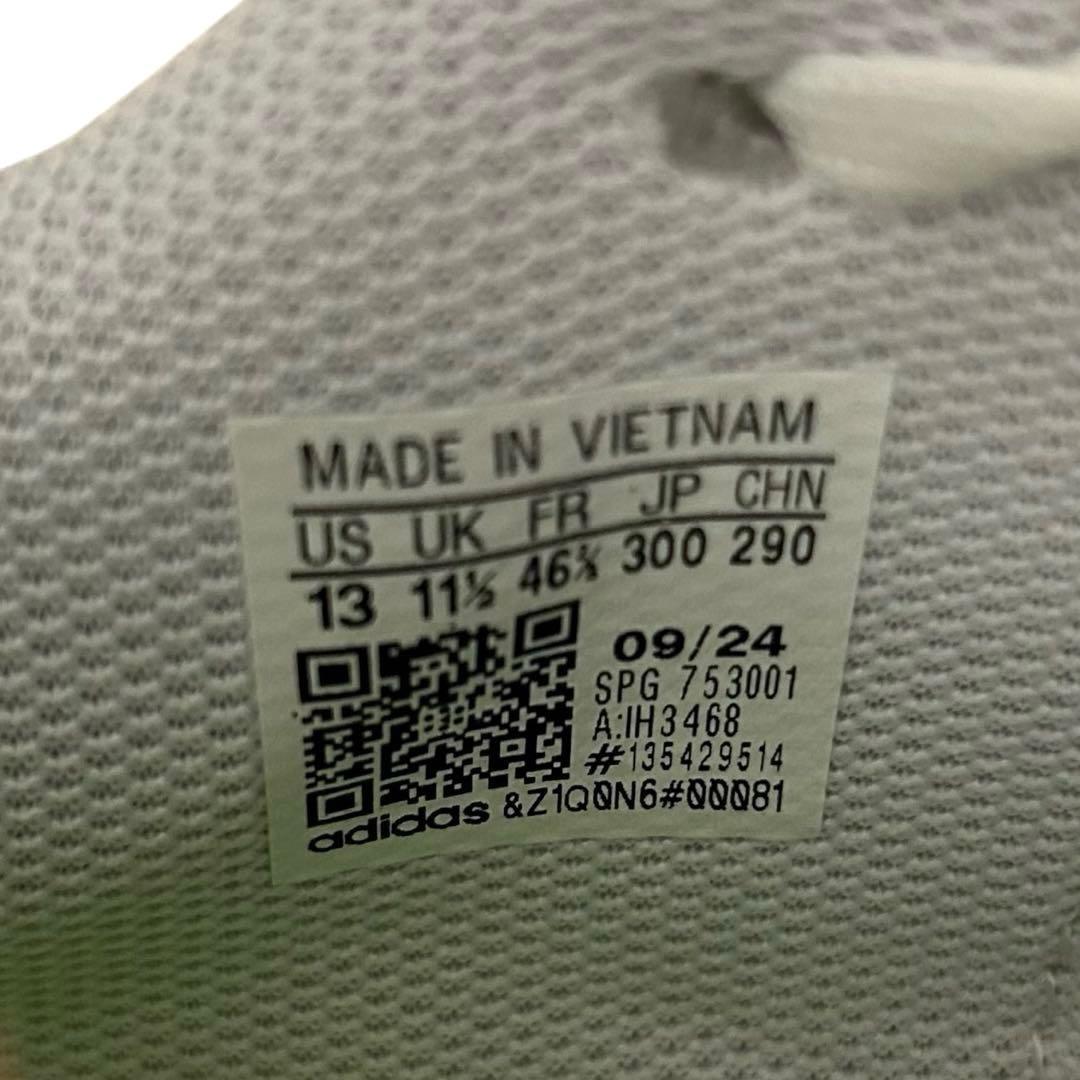 MADE IN VIETNAM
US UK FR JP CHN
13 11½ 46⅔ 300 290
09/24
SPG 753001
A:IH3468
#135429514
adidas &Z1Q0N6#00081